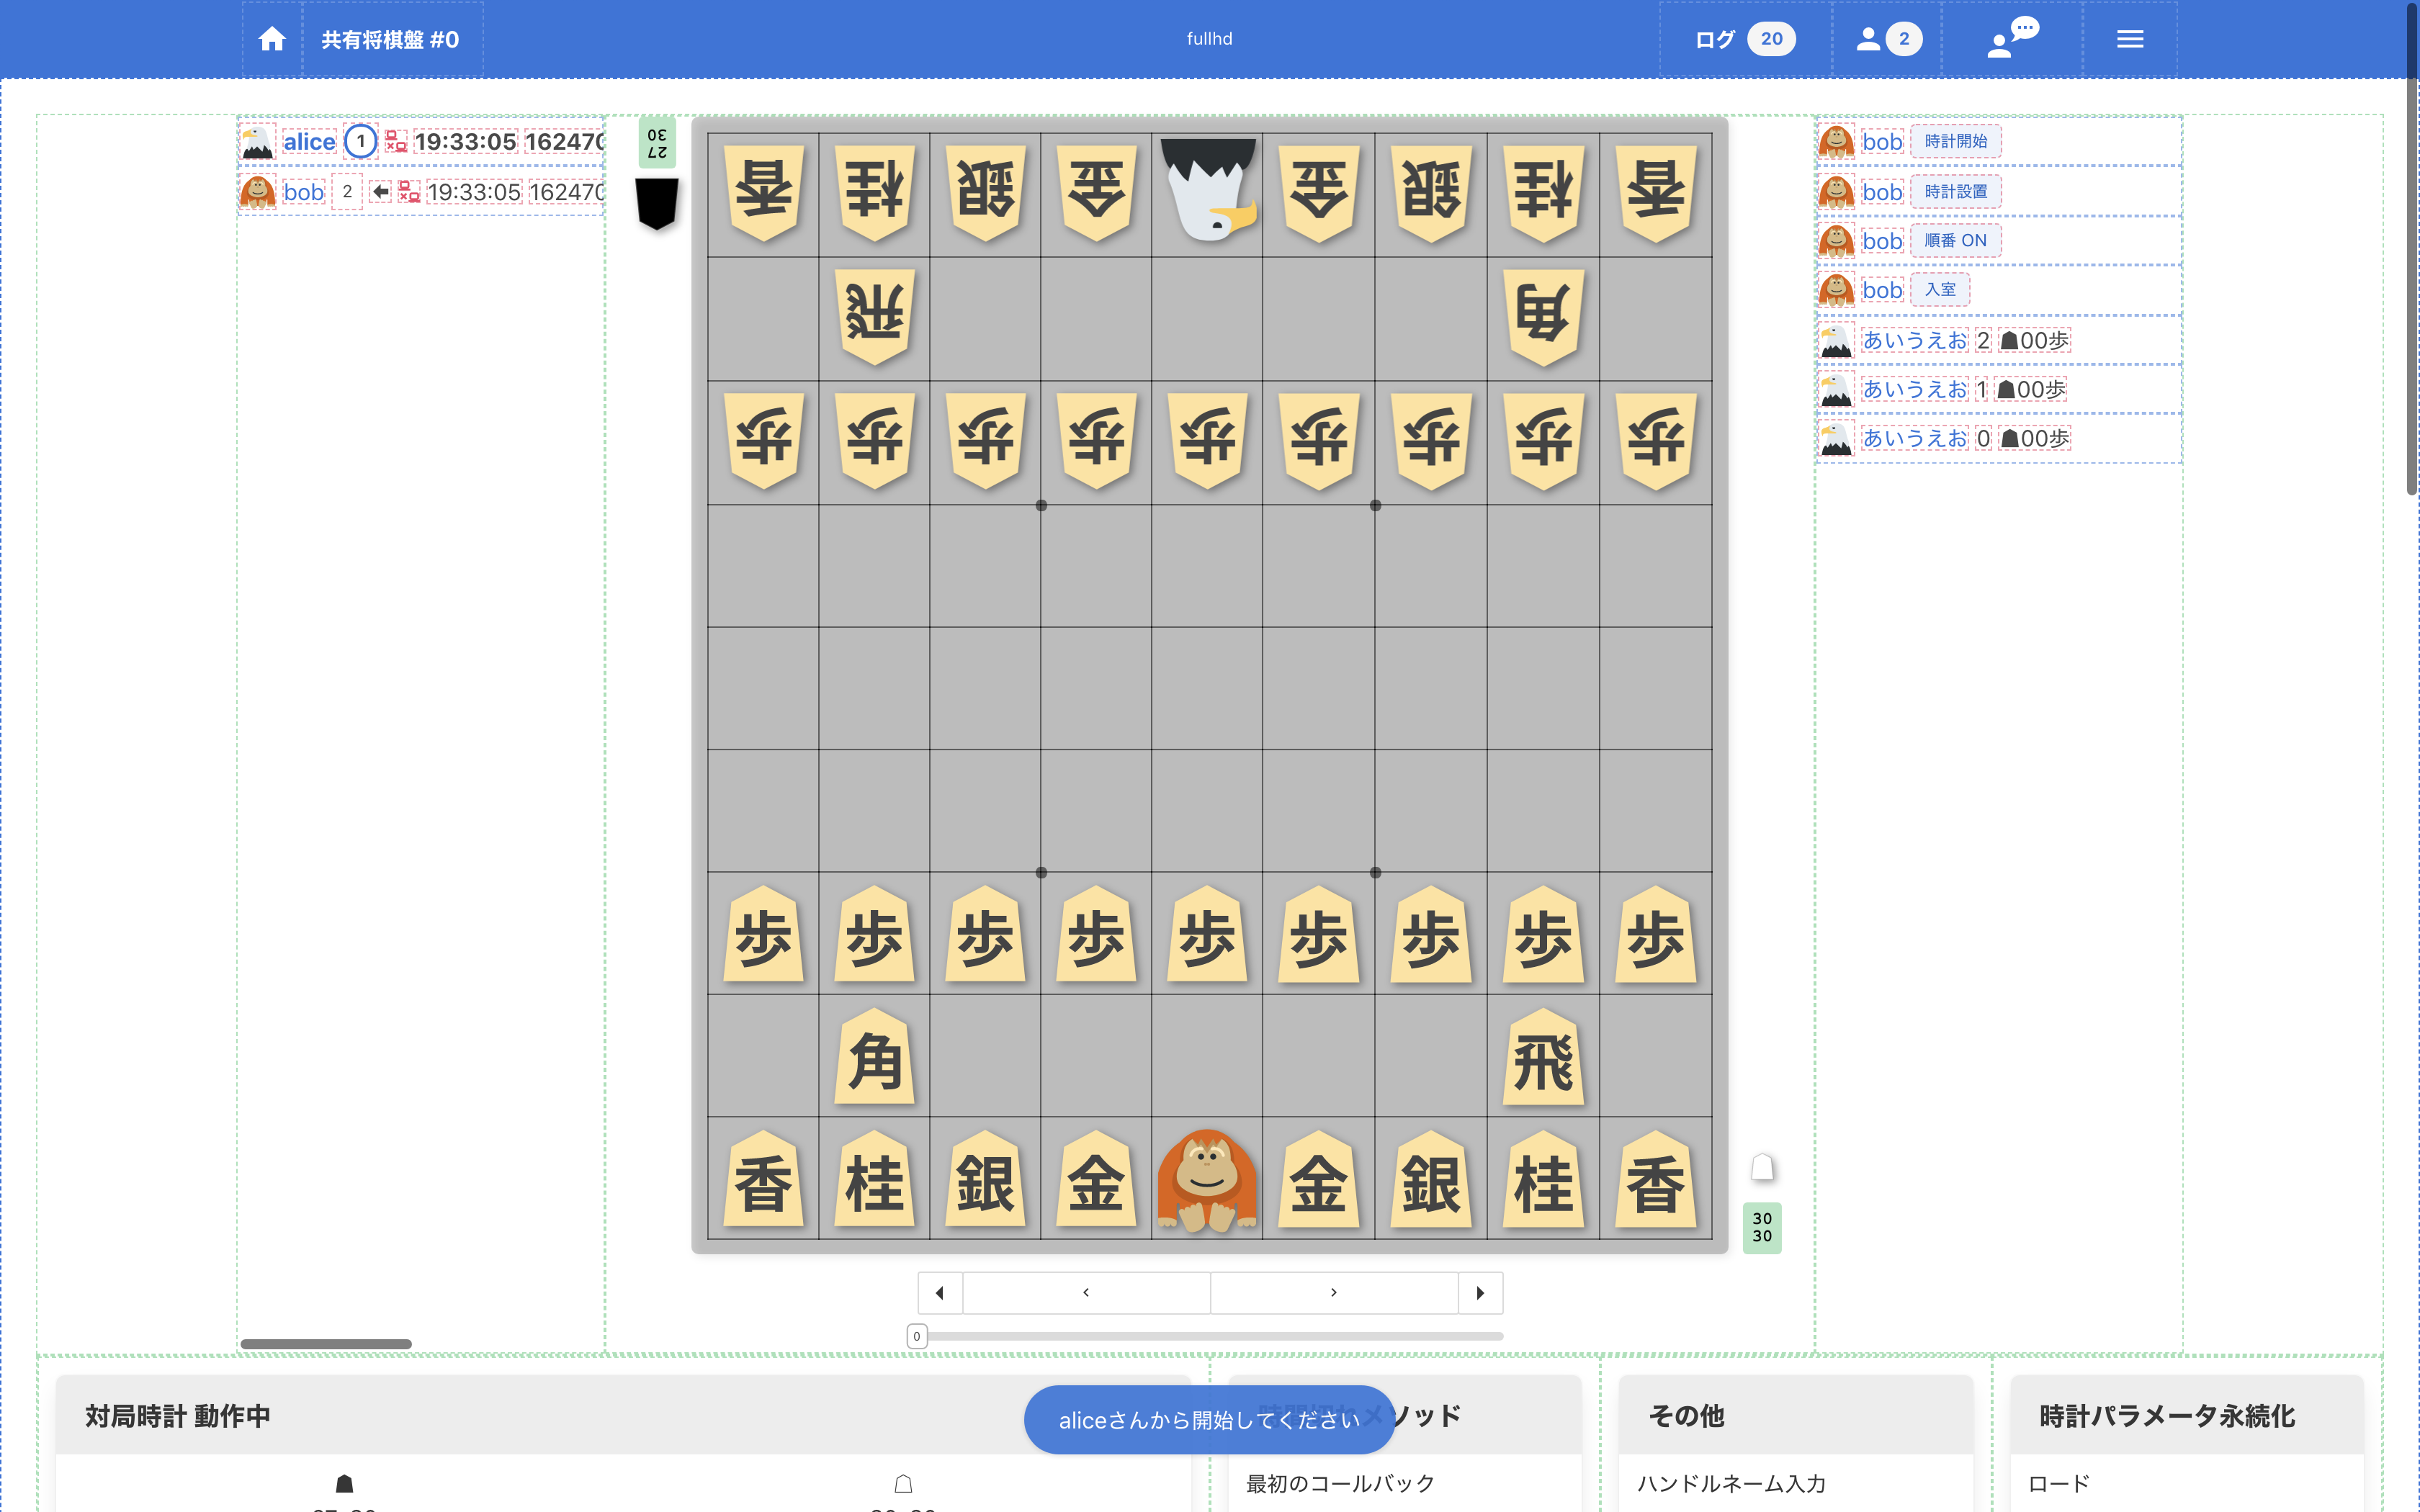 共有将棋盤 #0
fullhd
ログ 20
2
alice 1 19:33:05 162470
bob 2 19:33:05 162470
27
30
香 桂 銀 金 金 銀 桂 香
飛 角
歩 歩 歩 歩 歩 歩 歩 歩 歩
歩 歩 歩 歩 歩 歩 歩 歩 歩
角 飛
香 桂 銀 金 金 銀 桂 香
30
30
0
bob 時計開始
bob 時計設置
bob 順番 ON
bob 入室
あいうえお 2 ☗00歩
あいうえお 1 ☗00歩
あいうえお 0 ☗00歩
対局時計 動作中
aliceさんから開始してください
メソッド
最初のコールバック
その他
ハンドルネーム入力
時計パラメータ永続化
ロード